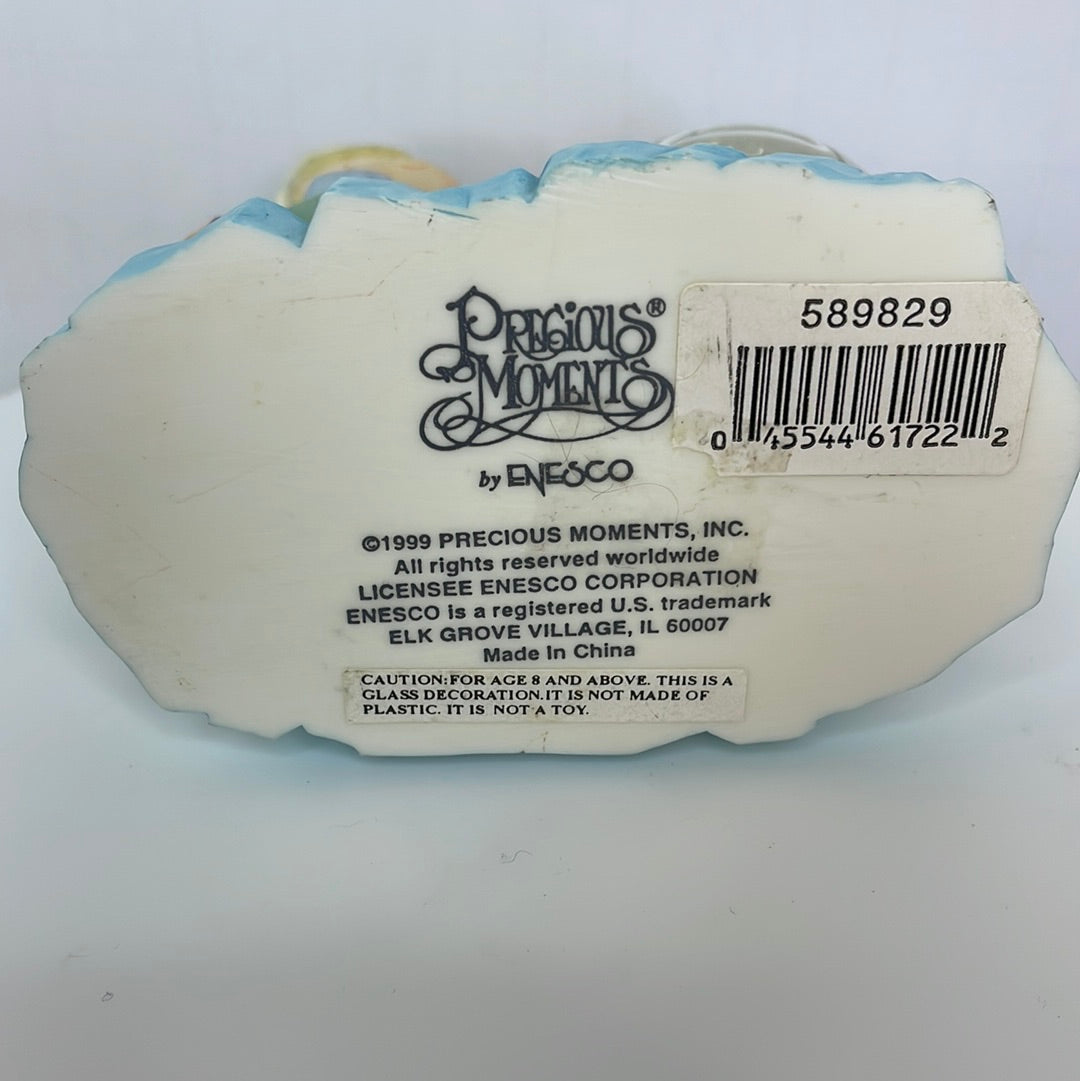 PRECIOUS®
MOMENTS
by ENESCO
589829
0 45544 61722 2
©1999 PRECIOUS MOMENTS, INC.
All rights reserved worldwide
LICENSEE ENESCO CORPORATION
ENESCO is a registered U.S. trademark
ELK GROVE VILLAGE, IL 60007
Made In China
CAUTION:FOR AGE 8 AND ABOVE. THIS IS A
GLASS DECORATION.IT IS NOT MADE OF
PLASTIC. IT IS NOT A TOY.